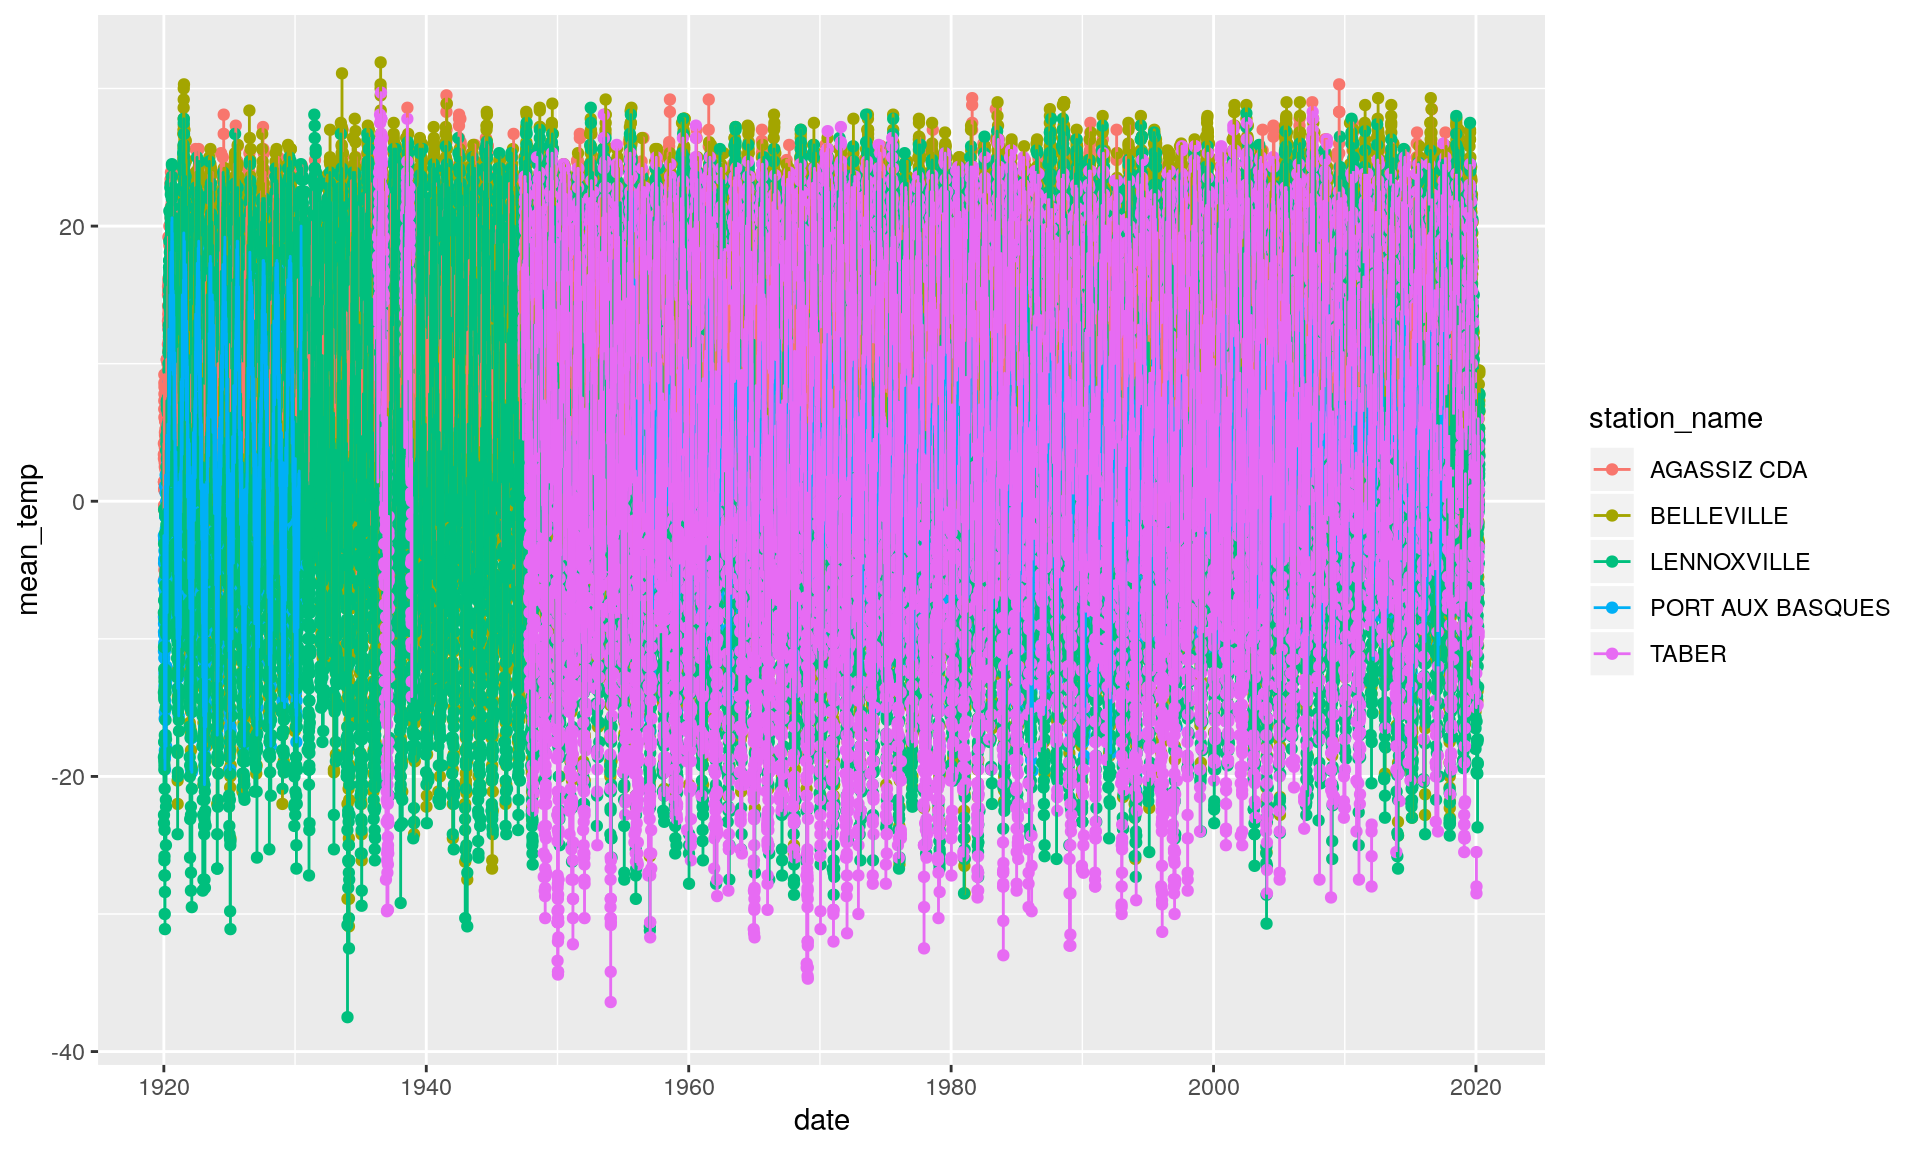 mean_temp
20
0
-20
-40
1920
1940
1960
1980
2000
2020
date
station_name
AGASSIZ CDA
BELLEVILLE
LENNOXVILLE
PORT AUX BASQUES
TABER